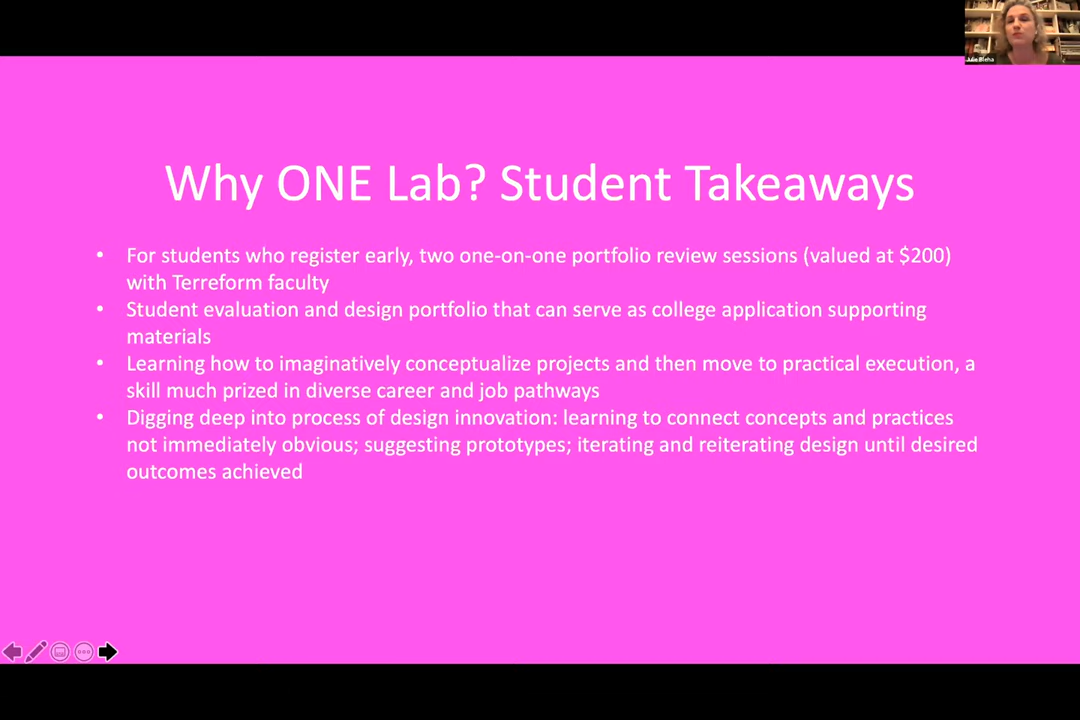 Julie Bleha
Why ONE Lab? Student Takeaways
• For students who register early, two one-on-one portfolio review sessions (valued at $200)
with Terreform faculty
• Student evaluation and design portfolio that can serve as college application supporting
materials
• Learning how to imaginatively conceptualize projects and then move to practical execution, a
skill much prized in diverse career and job pathways
• Digging deep into process of design innovation: learning to connect concepts and practices
not immediately obvious; suggesting prototypes; iterating and reiterating design until desired
outcomes achieved